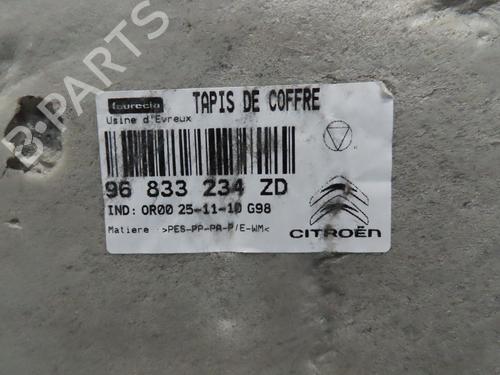 B-PARTS
faurecia TAPIS DE COFFRE
Usine d'Evreux
96 833 234 ZD
IND: OR00 25-11-10 G98
Matiere >PES-PP-PA-P/E-WM<
CITROËN